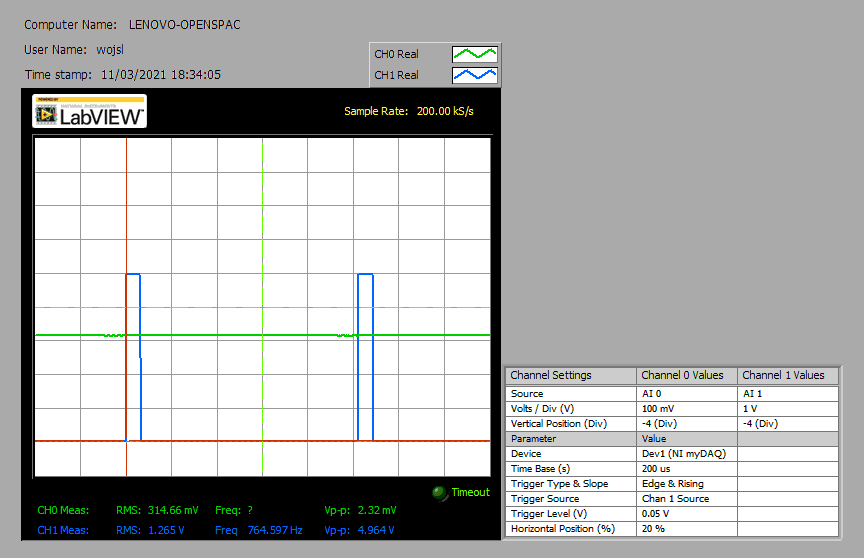 Computer Name: LENOVO-OPENSPAC
User Name: wojsl
Time stamp: 11/03/2021 18:34:05
CH0 Real
CH1 Real
POWERED BY
NATIONAL INSTRUMENTS
LabVIEW™
Sample Rate: 200.00 kS/s
Timeout
CH0 Meas: RMS: 314.66 mV Freq: ? Vp-p: 2.32 mV
CH1 Meas: RMS: 1.265 V Freq 764.597 Hz Vp-p: 4.964 V
Channel Settings Channel 0 Values Channel 1 Values
Source AI 0 AI 1
Volts / Div (V) 100 mV 1 V
Vertical Position (Div) -4 (Div) -4 (Div)
Parameter Value
Device Dev1 (NI myDAQ)
Time Base (s) 200 us
Trigger Type & Slope Edge & Rising
Trigger Source Chan 1 Source
Trigger Level (V) 0.05 V
Horizontal Position (%) 20 %